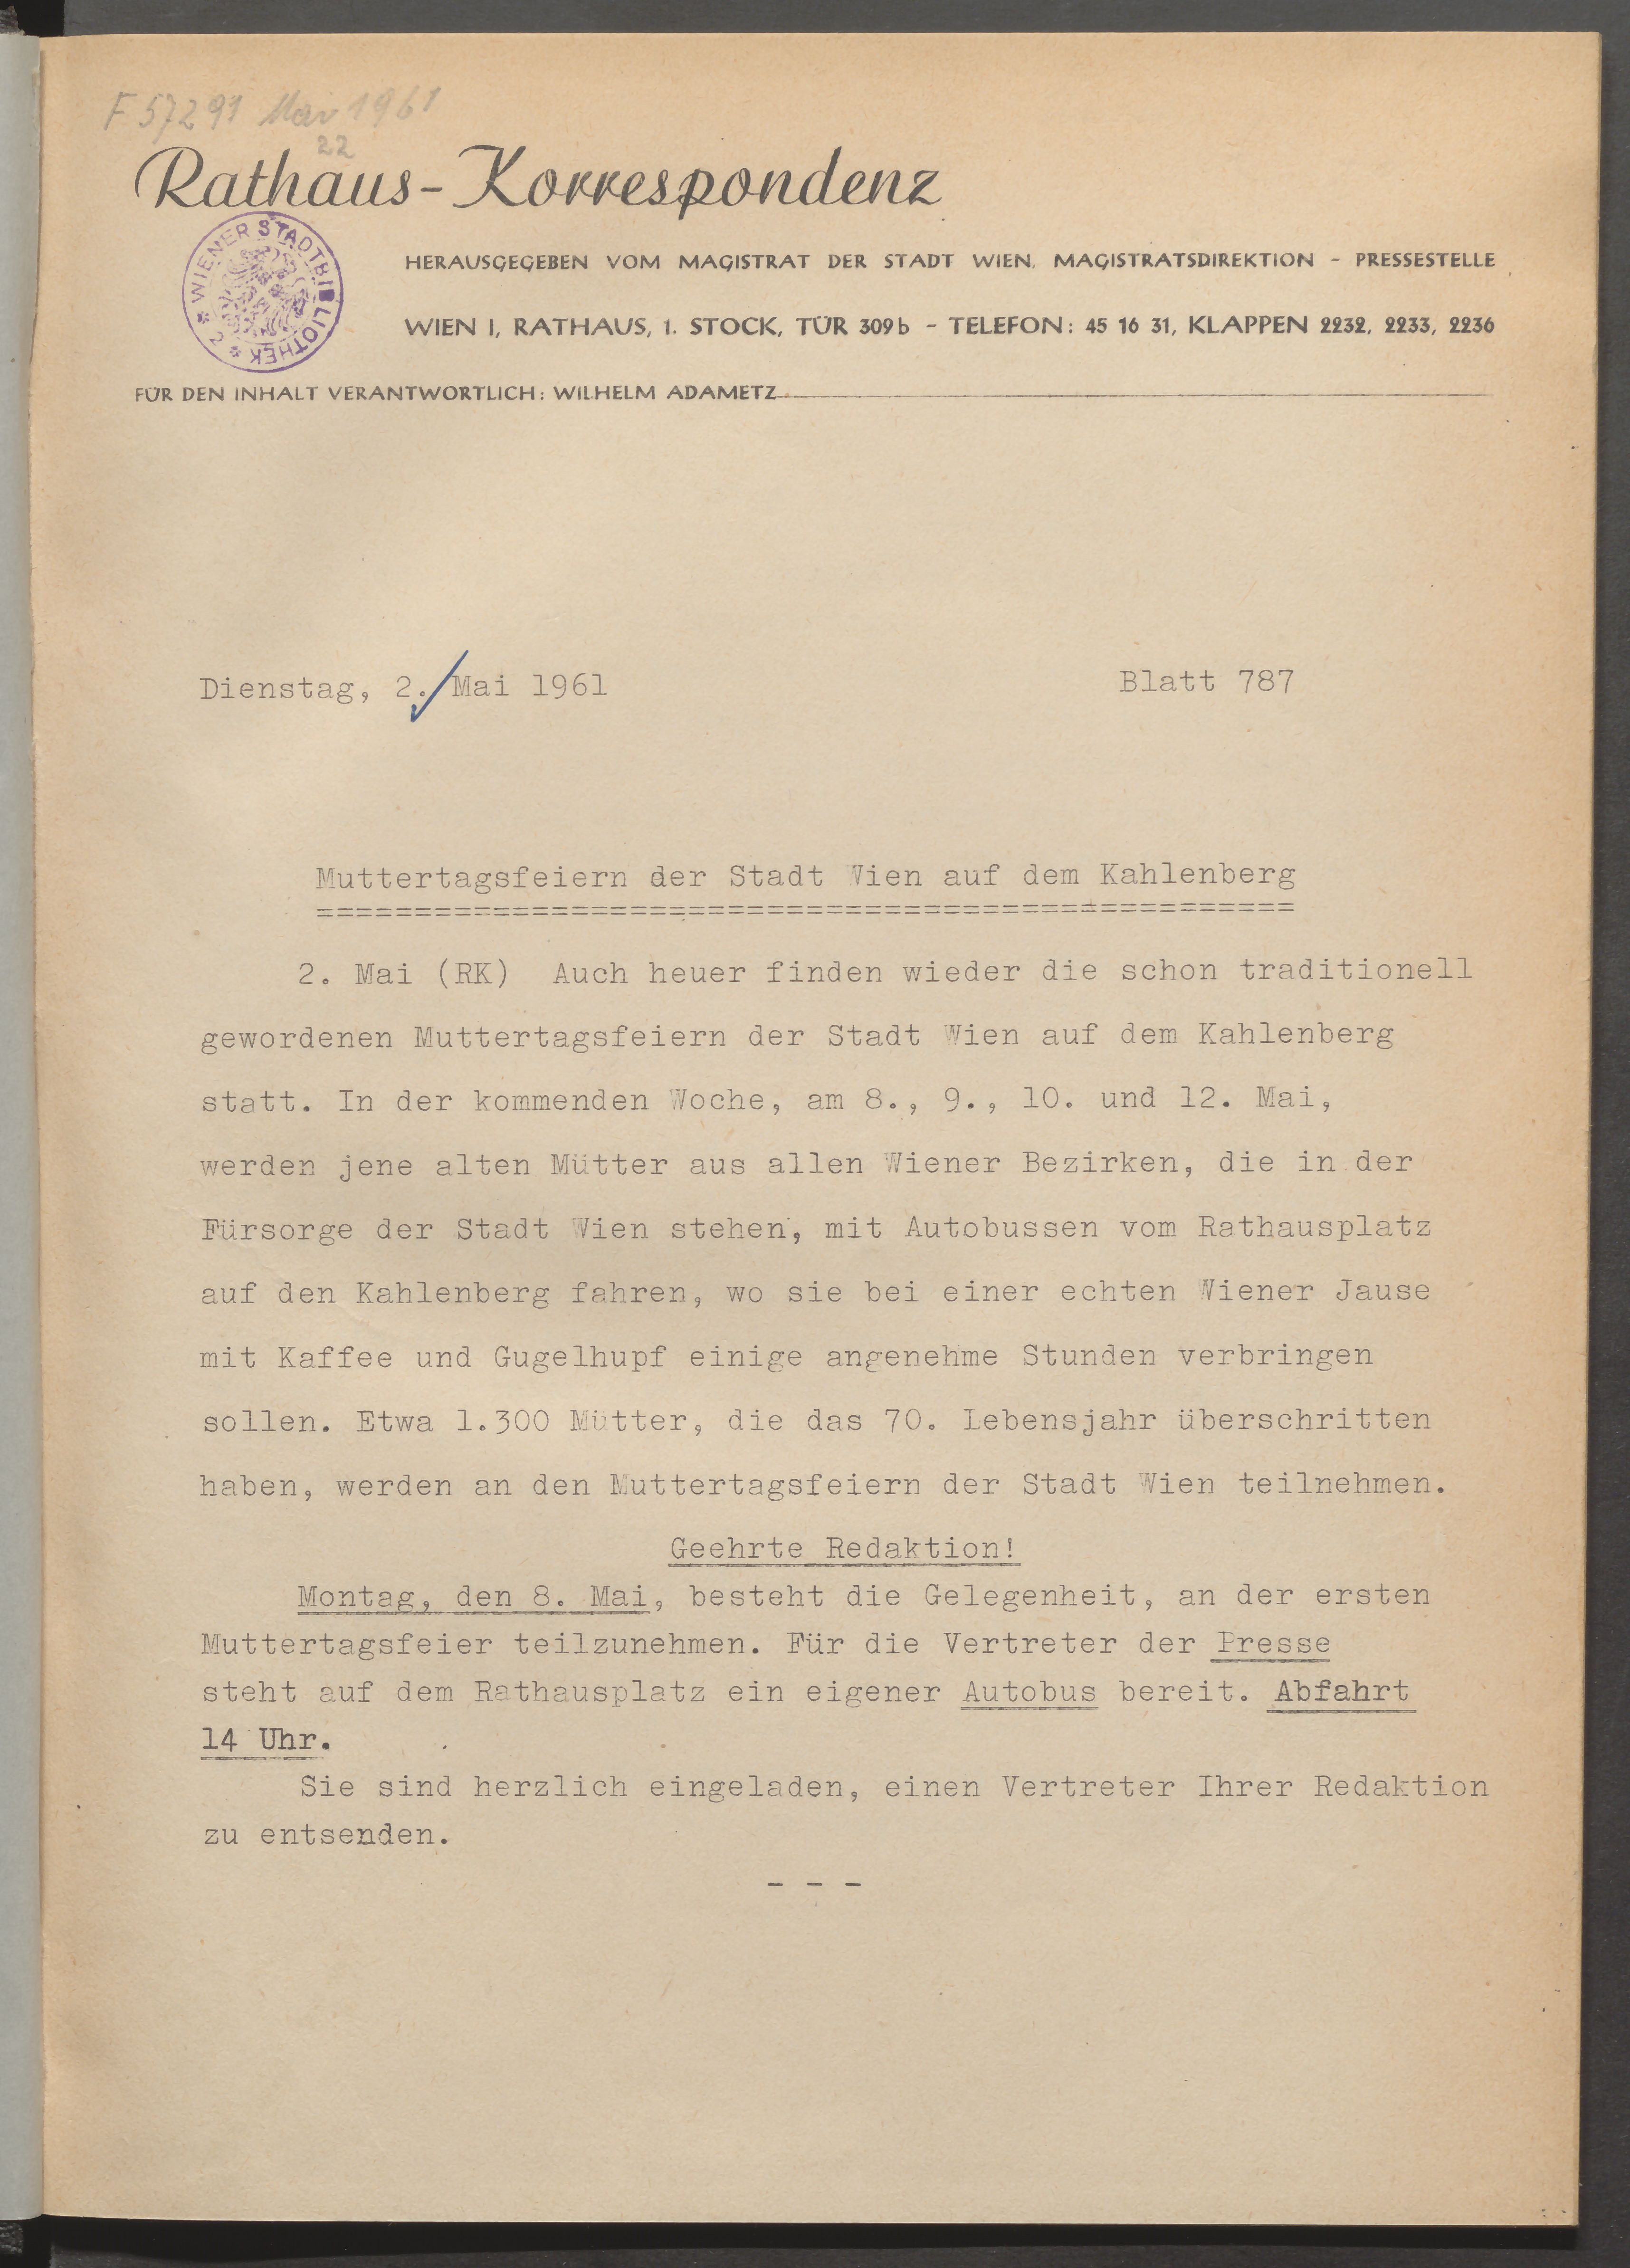 F 57291 Mai 1961
22
Rathaus-Korrespondenz
WIENER STADTBIBLIOTHEK * 2 *
HERAUSGEGEBEN VOM MAGISTRAT DER STADT WIEN, MAGISTRATSDIREKTION - PRESSESTELLE
WIEN I, RATHAUS, 1. STOCK, TÜR 309b - TELEFON: 45 16 31, KLAPPEN 2232, 2233, 2236
FÜR DEN INHALT VERANTWORTLICH: WILHELM ADAMETZ
Dienstag, 2. Mai 1961
Blatt 787
Muttertagsfeiern der Stadt Wien auf dem Kahlenberg
==================================================
2. Mai (RK) Auch heuer finden wieder die schon traditionell
gewordenen Muttertagsfeiern der Stadt Wien auf dem Kahlenberg
statt. In der kommenden Woche, am 8., 9., 10. und 12. Mai,
werden jene alten Mütter aus allen Wiener Bezirken, die in der
Fürsorge der Stadt Wien stehen, mit Autobussen vom Rathausplatz
auf den Kahlenberg fahren, wo sie bei einer echten Wiener Jause
mit Kaffee und Gugelhupf einige angenehme Stunden verbringen
sollen. Etwa 1.300 Mütter, die das 70. Lebensjahr überschritten
haben, werden an den Muttertagsfeiern der Stadt Wien teilnehmen.
Geehrte Redaktion!
Montag, den 8. Mai, besteht die Gelegenheit, an der ersten
Muttertagsfeier teilzunehmen. Für die Vertreter der Presse
steht auf dem Rathausplatz ein eigener Autobus bereit. Abfahrt
14 Uhr.
Sie sind herzlich eingeladen, einen Vertreter Ihrer Redaktion
zu entsenden.
- - -